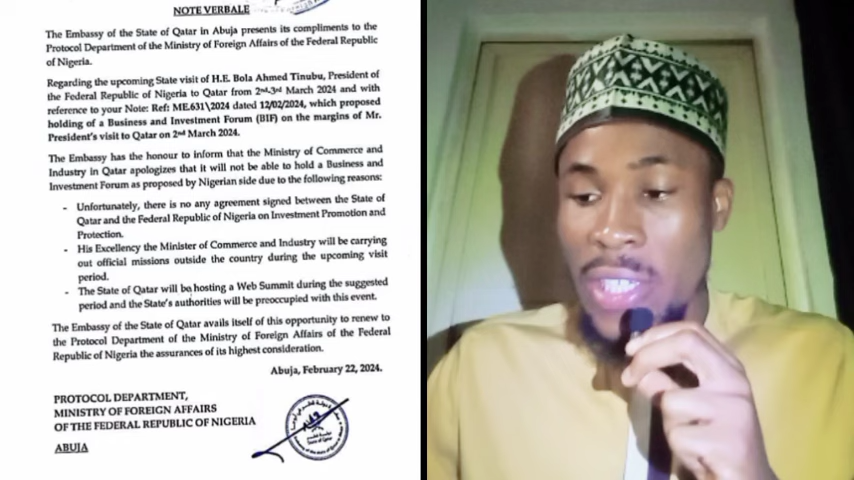 NOTE VERBALE
The Embassy of the State of Qatar in Abuja presents its compliments to the
Protocol Department of the Ministry of Foreign Affairs of the Federal Republic
of Nigeria.
Regarding the upcoming State visit of H.E. Bola Ahmed Tinubu, President of
the Federal Republic of Nigeria to Qatar from 2nd-3rd March 2024 and with
reference to your Note: Ref: ME.631\2024 dated 12/02/2024, which proposed
holding of a Business and Investment Forum (BIF) on the margins of Mr.
President's visit to Qatar on 2nd March 2024.
The Embassy has the honour to inform that the Ministry of Commerce and
Industry in Qatar apologizes that it will not be able to hold a Business and
Investment Forum as proposed by Nigerian side due to the following reasons:
- Unfortunately, there is no any agreement signed between the State of
Qatar and the Federal Republic of Nigeria on Investment Promotion and
Protection.
- His Excellency the Minister of Commerce and Industry will be carrying
out official missions outside the country during the upcoming visit
period.
- The State of Qatar will be hosting a Web Summit during the suggested
period and the State's authorities will be preoccupied with this event.
The Embassy of the State of Qatar avails itself of this opportunity to renew to
the Protocol Department of the Ministry of Foreign Affairs of the Federal
Republic of Nigeria the assurances of its highest consideration.
Abuja, February 22, 2024.
PROTOCOL DEPARTMENT,
MINISTRY OF FOREIGN AFFAIRS
OF THE FEDERAL REPUBLIC OF NIGERIA
ABUJA